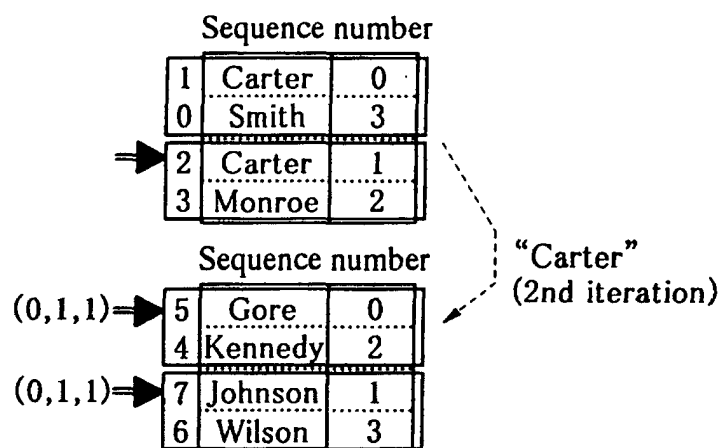 Sequence number
1 Carter 0
0 Smith 3
2 Carter 1
3 Monroe 2
Sequence number
"Carter"
(2nd iteration)
(0,1,1) 5 Gore 0
4 Kennedy 2
(0,1,1) 7 Johnson 1
6 Wilson 3